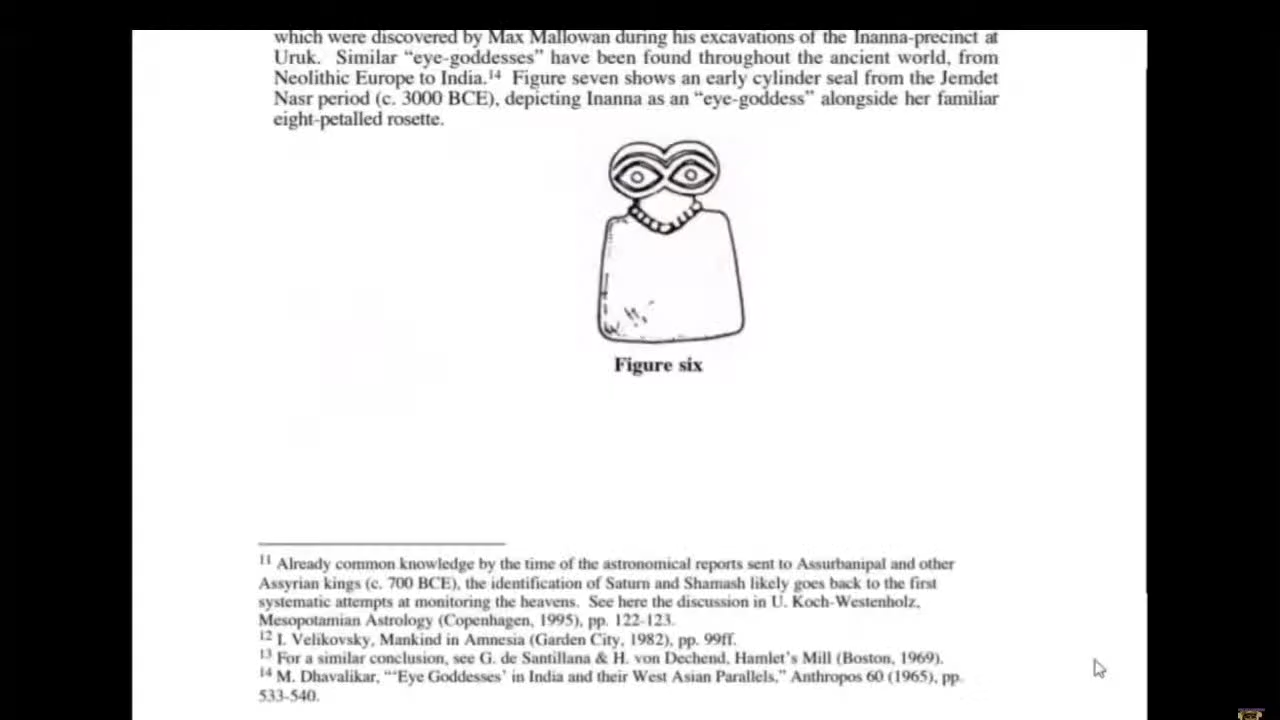 which were discovered by Max Mallowan during his excavations of the Inanna-precinct at
Uruk. Similar “eye-goddesses” have been found throughout the ancient world, from
Neolithic Europe to India.14 Figure seven shows an early cylinder seal from the Jemdet
Nasr period (c. 3000 BCE), depicting Inanna as an “eye-goddess” alongside her familiar
eight-petalled rosette.
Figure six
11 Already common knowledge by the time of the astronomical reports sent to Assurbanipal and other
Assyrian kings (c. 700 BCE), the identification of Saturn and Shamash likely goes back to the first
systematic attempts at monitoring the heavens. See here the discussion in U. Koch-Westenholz,
Mesopotamian Astrology (Copenhagen, 1995), pp. 122-123.
12 I. Velikovsky, Mankind in Amnesia (Garden City, 1982), pp. 99ff.
13 For a similar conclusion, see G. de Santillana & H. von Dechend, Hamlet's Mill (Boston, 1969).
14 M. Dhavalikar, “‘Eye Goddesses’ in India and their West Asian Parallels,” Anthropos 60 (1965), pp.
533-540.